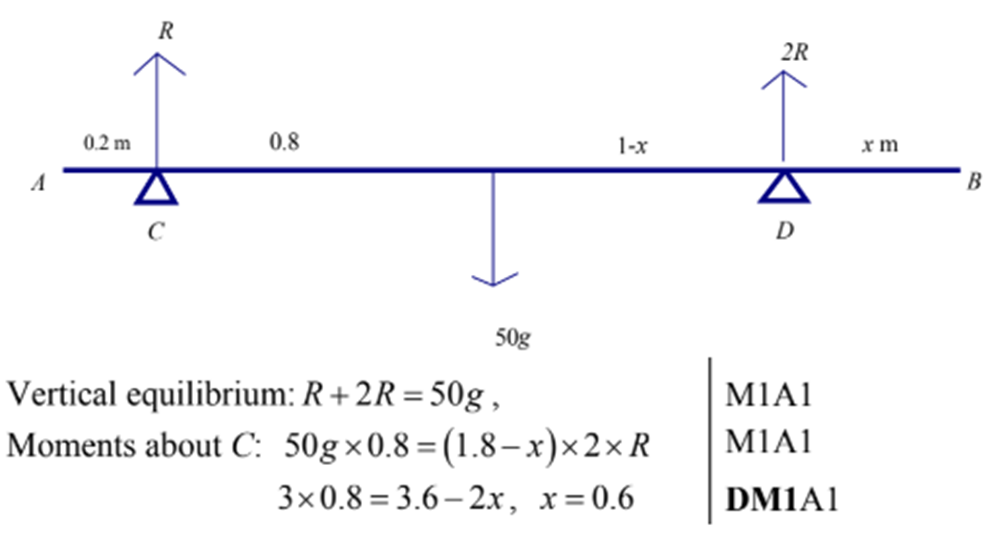 R
2R
0.2 m 0.8 1-x x m
A B
C D
50g
Vertical equilibrium: R + 2R = 50g , M1A1
Moments about C: 50g × 0.8 = (1.8 − x) × 2 × R M1A1
3 × 0.8 = 3.6 − 2x , x = 0.6 DM1A1